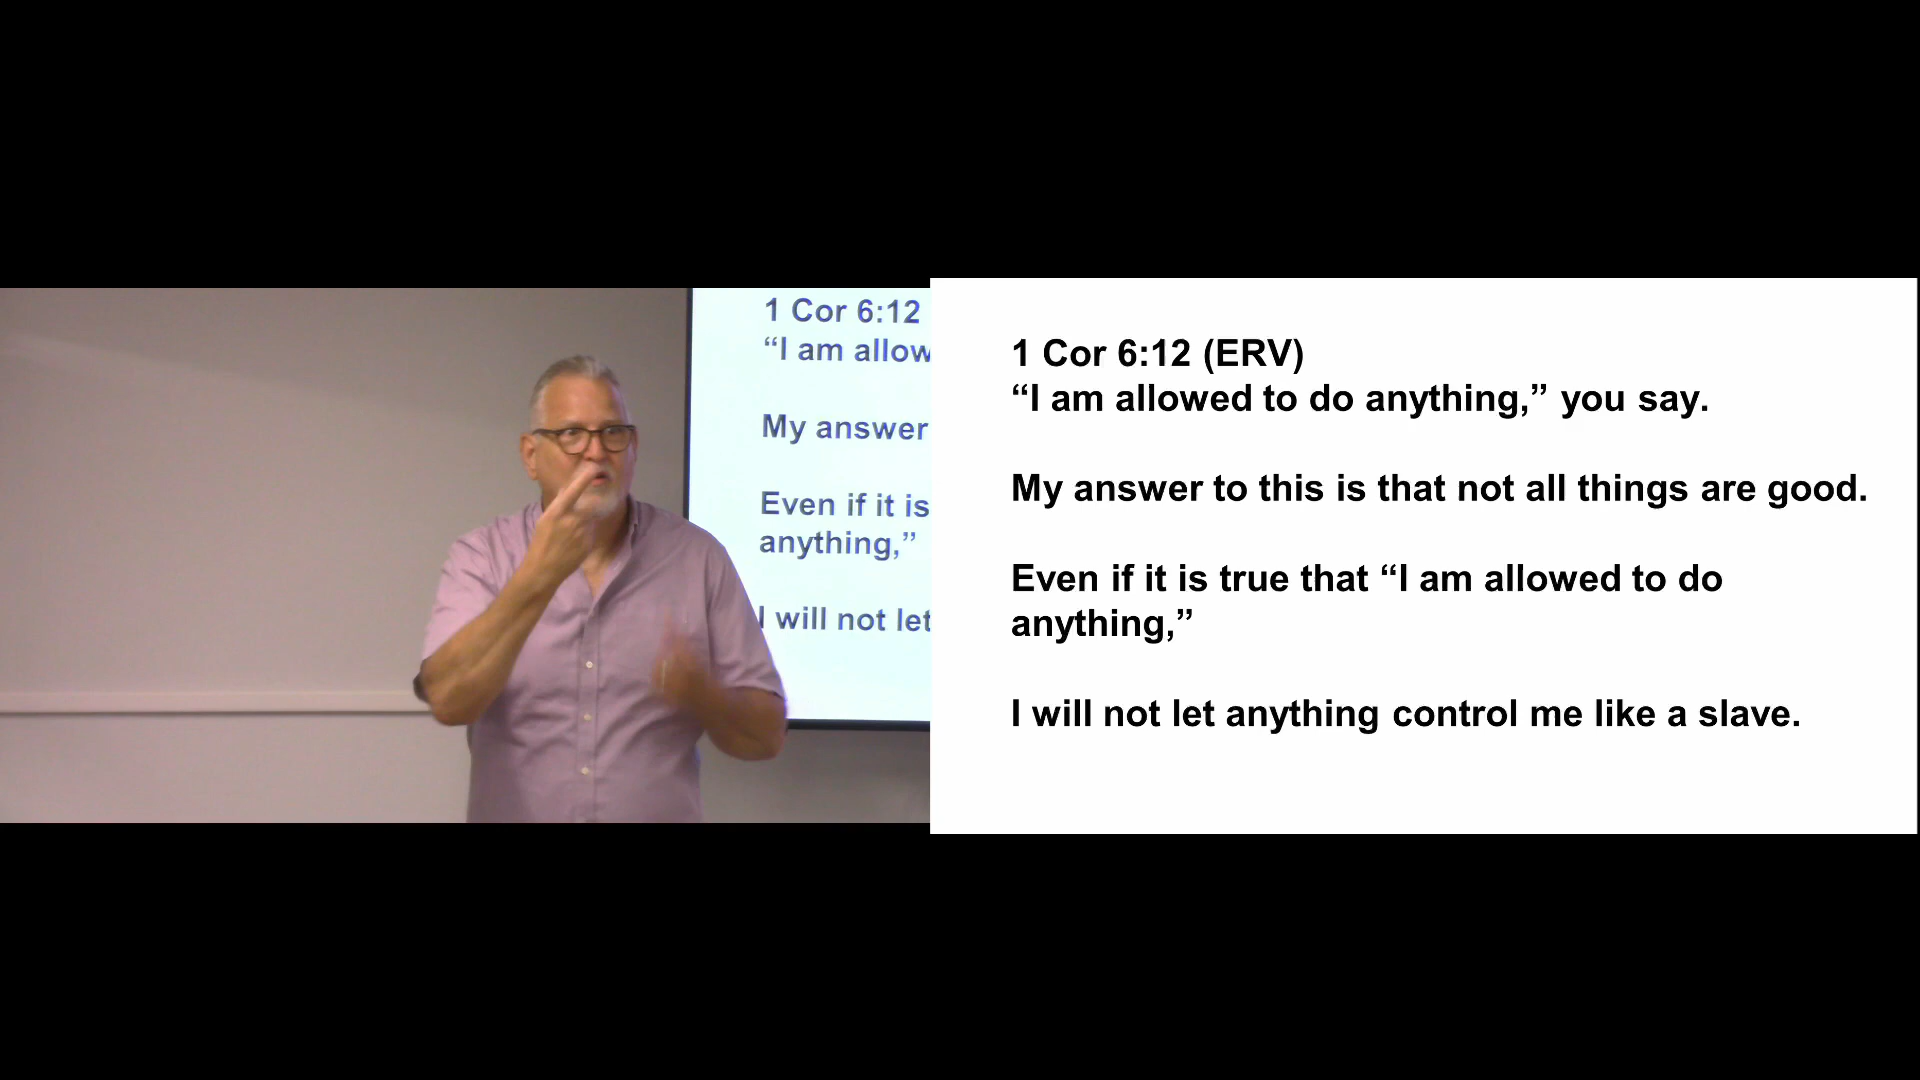 1 Cor 6:12
“I am allow
My answer
Even if it is
anything,”
I will not let
1 Cor 6:12 (ERV)
“I am allowed to do anything,” you say.
My answer to this is that not all things are good.
Even if it is true that “I am allowed to do
anything,”
I will not let anything control me like a slave.